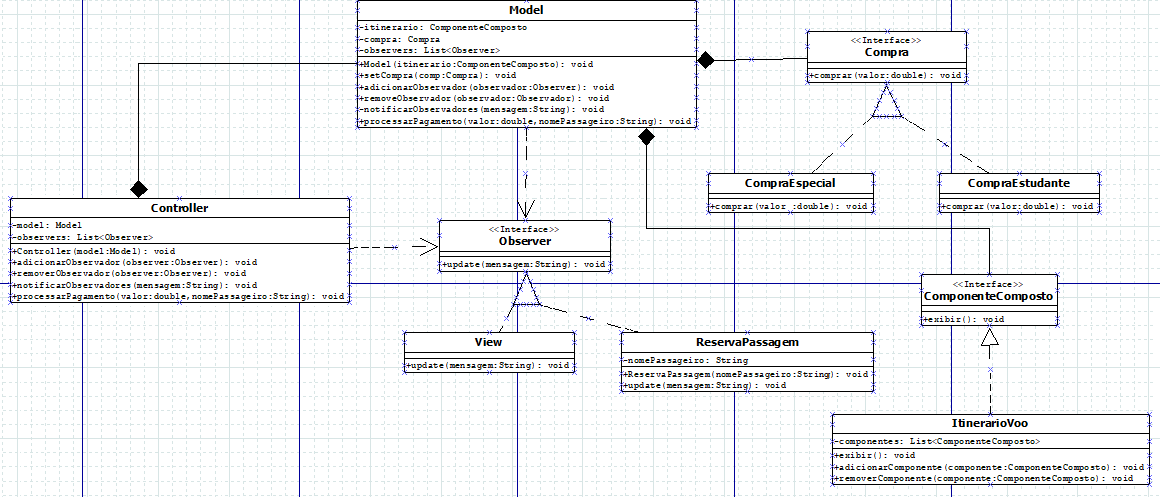 Model
-itinerario: ComponenteComposto
-compra: Compra
-observers: List<Observer>
+Model(itinerario:ComponenteComposto): void
+setCompra(comp:Compra): void
+adicionarObservador(observador:Observer): void
+removeObservador(observador:Observador): void
-notificarObservadores(mensagem:String): void
+processarPagamento(valor:double,nomePassageiro:String): void
<<Interface>>
Compra
+comprar(valor:double): void
CompraEspecial
+comprar(valor :double): void
CompraEstudante
+comprar(valor:double): void
Controller
-model: Model
-observers: List<Observer>
+Controller(model:Model): void
+adicionarObservador(observer:Observer): void
+removerObservador(observer:Observer): void
+notificarObservadores(mensagem:String): void
+processarPagamento(valor:double,nomePassageiro:String): void
<<Interface>>
Observer
+update(mensagem:String): void
<<Interface>>
ComponenteComposto
+exibir(): void
View
+update(mensagem:String): void
ReservaPassagem
-nomePassageiro: String
+ReservaPassagem(nomePassageiro:String): void
+update(mensagem:String): void
ItinerarioVoo
-componentes: List<ComponenteComposto>
+exibir(): void
+adicionarComponente(componente:ComponenteComposto): void
+removerComponente(componente:ComponenteComposto): void